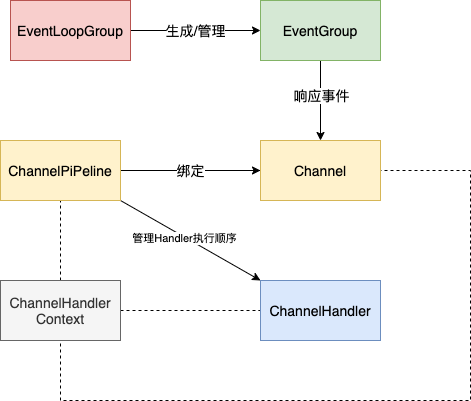 EventLoopGroup
生成/管理
EventGroup
响应事件
ChannelPiPeline
绑定
Channel
管理Handler执行顺序
ChannelHandler
Context
ChannelHandler